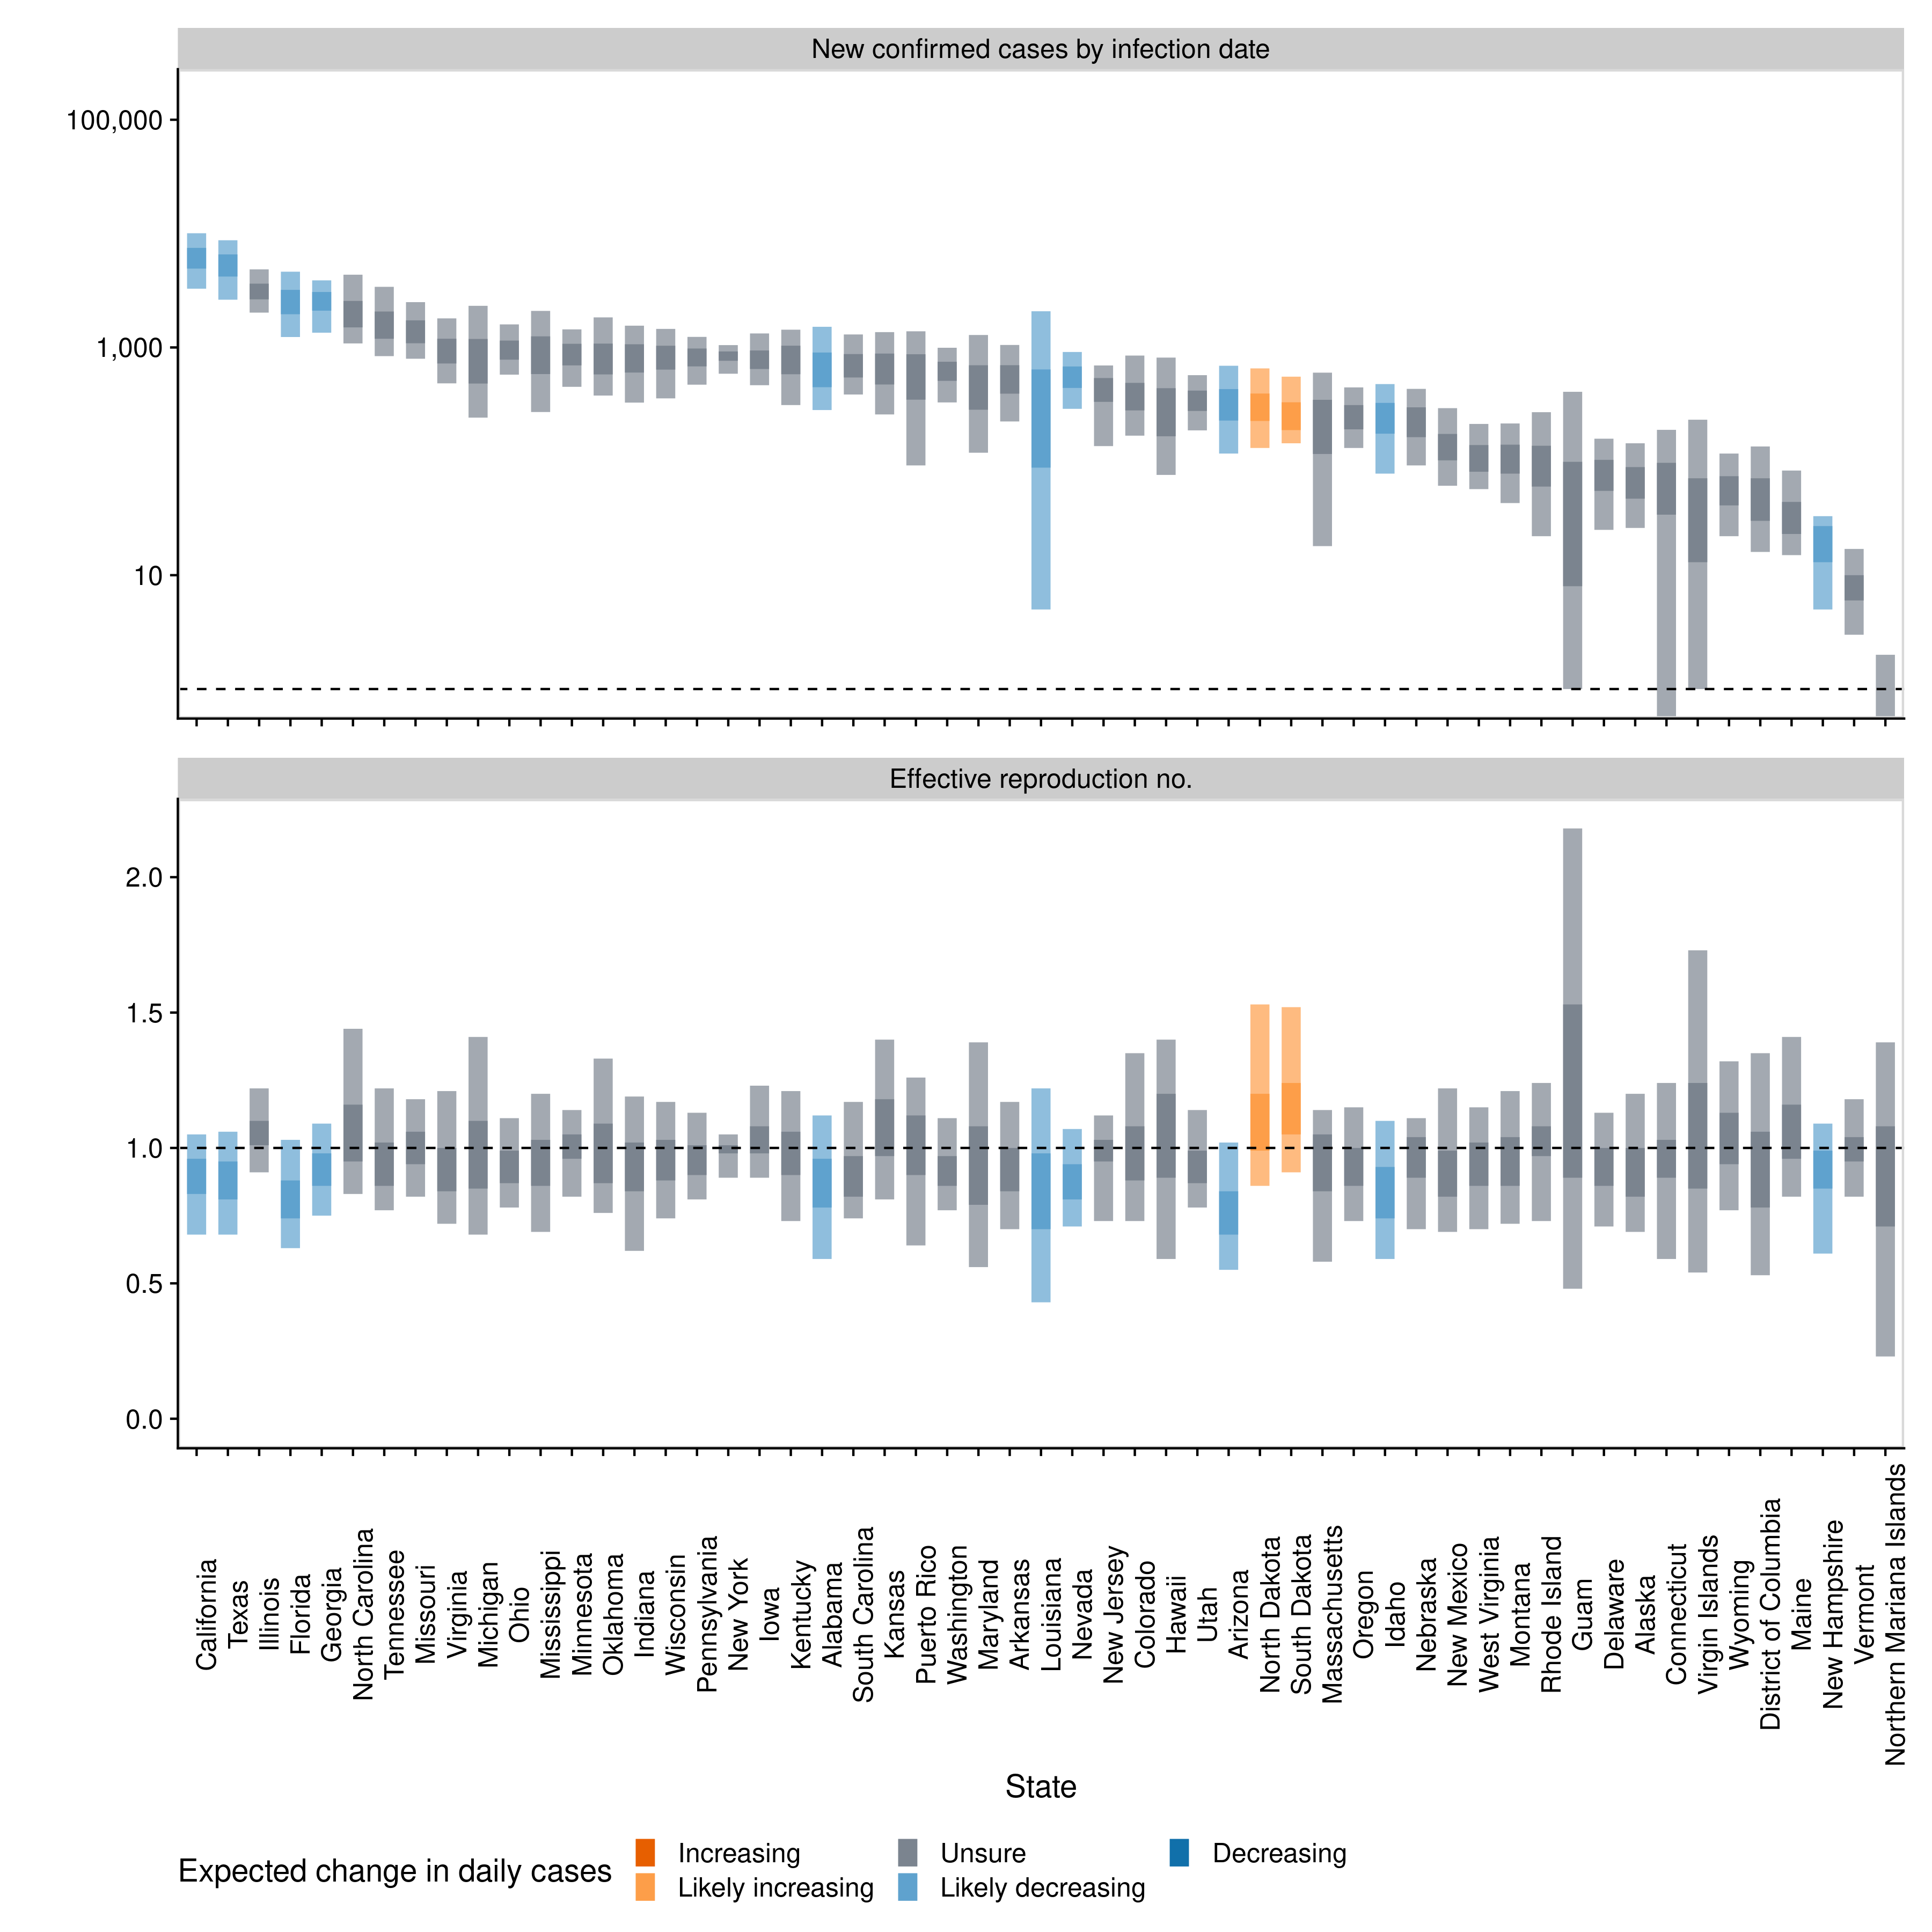 New confirmed cases by infection date
100,000
1,000
10
Effective reproduction no.
2.0
1.5
1.0
0.5
0.0
California
Texas
Illinois
Florida
Georgia
North Carolina
Tennessee
Missouri
Virginia
Michigan
Ohio
Mississippi
Minnesota
Oklahoma
Indiana
Wisconsin
Pennsylvania
New York
Iowa
Kentucky
Alabama
South Carolina
Kansas
Puerto Rico
Washington
Maryland
Arkansas
Louisiana
Nevada
New Jersey
Colorado
Hawaii
Utah
Arizona
North Dakota
South Dakota
Massachusetts
Oregon
Idaho
Nebraska
New Mexico
West Virginia
Montana
Rhode Island
Guam
Delaware
Alaska
Connecticut
Virgin Islands
Wyoming
District of Columbia
Maine
New Hampshire
Vermont
Northern Mariana Islands
State
Expected change in daily cases
Increasing
Likely increasing
Unsure
Likely decreasing
Decreasing